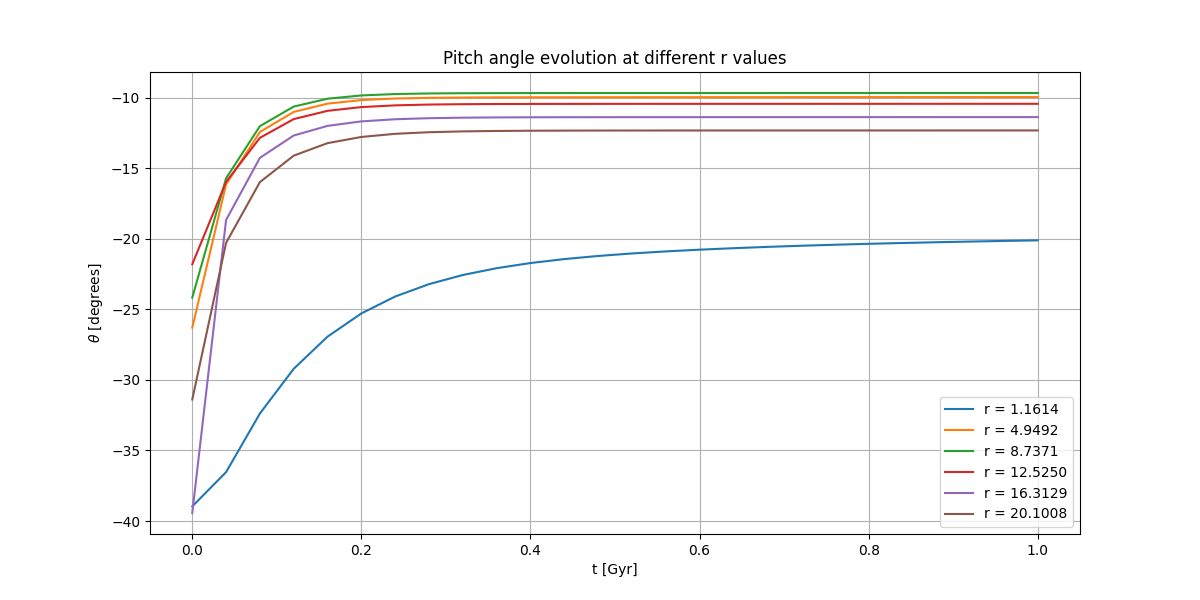 Pitch angle evolution at different r values
θ [degrees]
−10
−15
−20
−25
−30
−35
−40
0.0 0.2 0.4 0.6 0.8 1.0
t [Gyr]
r = 1.1614
r = 4.9492
r = 8.7371
r = 12.5250
r = 16.3129
r = 20.1008